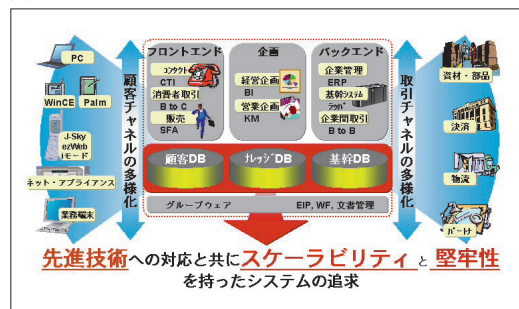 PC
WinCE
Palm
J-Sky
ezWeb
iモード
ネット・アプライアンス
業務端末
顧客チャネルの多様化
フロントエンド
コンタクト
CTI
消費者取引
B to C
販売
SFA
企画
経営企画
BI
営業企画
KM
バックエンド
企業管理
ERP
基幹システム
ラッパー
企業間取引
B to B
顧客DB
ナレッジDB
基幹DB
グループウェア
EIP, WF, 文書管理
取引チャネルの多様化
資材・部品
決済
物流
パートナ
先進技術への対応と共にスケーラビリティと堅牢性
を持ったシステムの追求